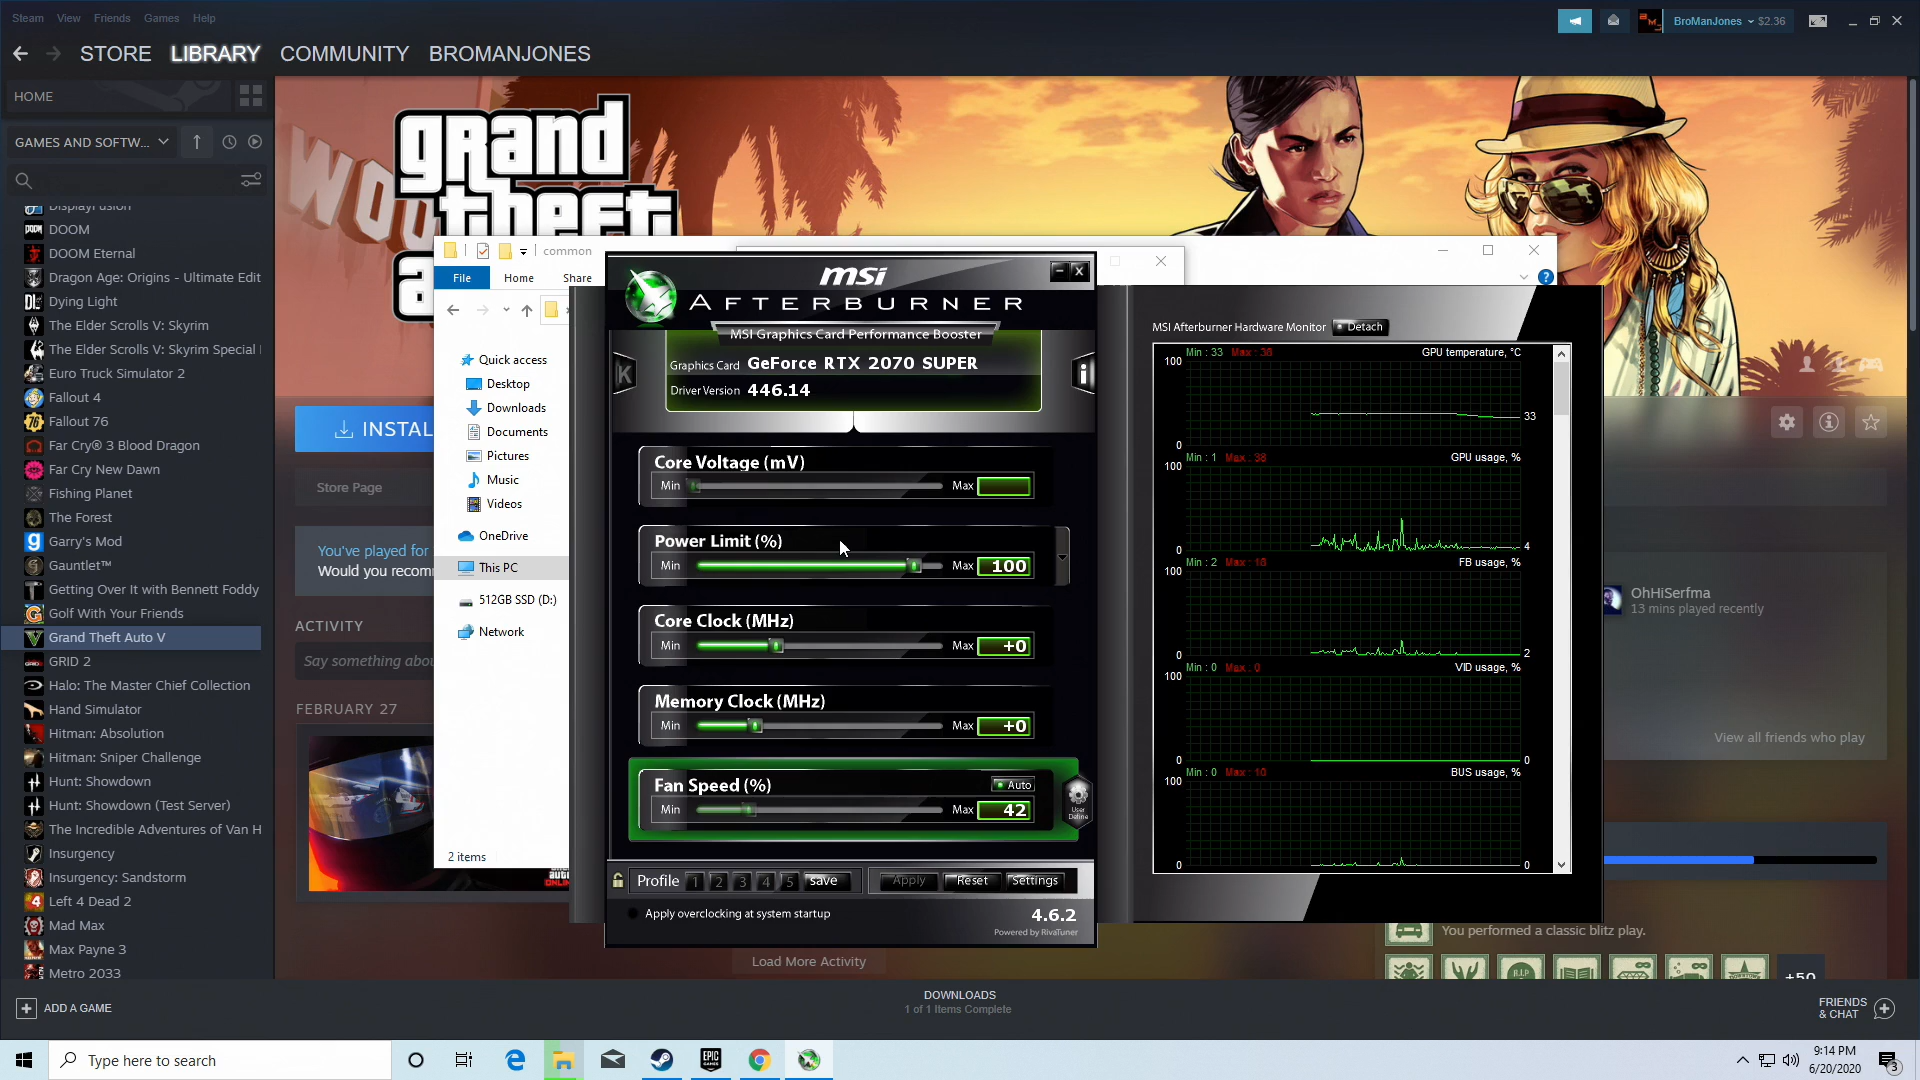 Steam View Friends Games Help
BroManJones $2.36
STORE LIBRARY COMMUNITY BROMANJONES
HOME
GAMES AND SOFTW...
DisplayFusion
DOOM
DOOM Eternal
Dragon Age: Origins - Ultimate Edit
Dying Light
The Elder Scrolls V: Skyrim
The Elder Scrolls V: Skyrim Special
Euro Truck Simulator 2
Fallout 4
Fallout 76
Far Cry® 3 Blood Dragon
Far Cry New Dawn
Fishing Planet
The Forest
Garry's Mod
Gauntlet™
Getting Over It with Bennett Foddy
Golf With Your Friends
Grand Theft Auto V
GRID 2
Halo: The Master Chief Collection
Hand Simulator
Hitman: Absolution
Hitman: Sniper Challenge
Hunt: Showdown
Hunt: Showdown (Test Server)
The Incredible Adventures of Van H
Insurgency
Insurgency: Sandstorm
Left 4 Dead 2
Mad Max
Max Payne 3
Metro 2033
ADD A GAME
grand
theft
INSTAL
Store Page
You've played for
Would you recom
ACTIVITY
Say something abou
FEBRUARY 27
Load More Activity
common
File Home Share
Quick access
Desktop
Downloads
Documents
Pictures
Music
Videos
OneDrive
This PC
512GB SSD (D:)
Network
2 items
msi
AFTERBURNER
MSI Graphics Card Performance Booster
Graphics Card GeForce RTX 2070 SUPER
Driver Version 446.14
K
i
Core Voltage (mV)
Min Max
Power Limit (%)
Min Max 100
Core Clock (MHz)
Min Max +0
Memory Clock (MHz)
Min Max +0
Fan Speed (%) Auto
Min Max 42
User Define
Profile 1 2 3 4 5 save Apply Reset Settings
Apply overclocking at system startup
4.6.2
Powered by RivaTuner
MSI Afterburner Hardware Monitor Detach
Min : 33 Max : 38 GPU temperature, °C
100
33
0
Min : 1 Max : 38 GPU usage, %
100
4
0
Min : 2 Max : 18 FB usage, %
100
2
0
Min : 0 Max : 0 VID usage, %
100
0
0
Min : 0 Max : 10 BUS usage, %
100
0
0
OhHiSerfma
13 mins played recently
View all friends who play
You performed a classic blitz play.
R.I.P
+50
DOWNLOADS
1 of 1 Items Complete
FRIENDS
& CHAT
Type here to search
EPIC GAMES
9:14 PM
6/20/2020
3